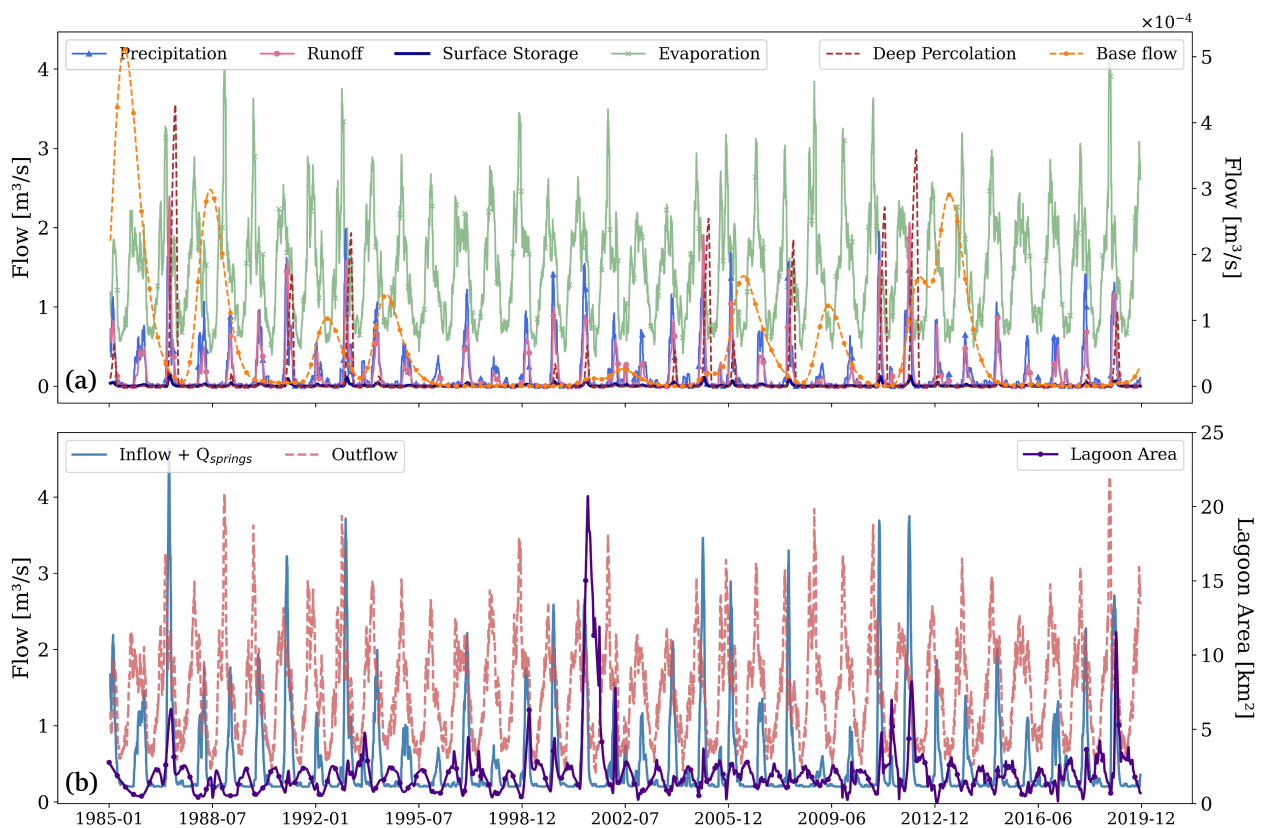 ×10⁻⁴
Precipitation Runoff Surface Storage Evaporation Deep Percolation Base flow
4
3
2
1
0
Flow [m³/s]
5
4
3
2
1
0
Flow [m³/s]
(a)
Inflow + Qsprings Outflow Lagoon Area
4
3
2
1
0
Flow [m³/s]
25
20
15
10
5
0
Lagoon Area [km²]
(b)
1985-01 1988-07 1992-01 1995-07 1998-12 2002-07 2005-12 2009-06 2012-12 2016-06 2019-12